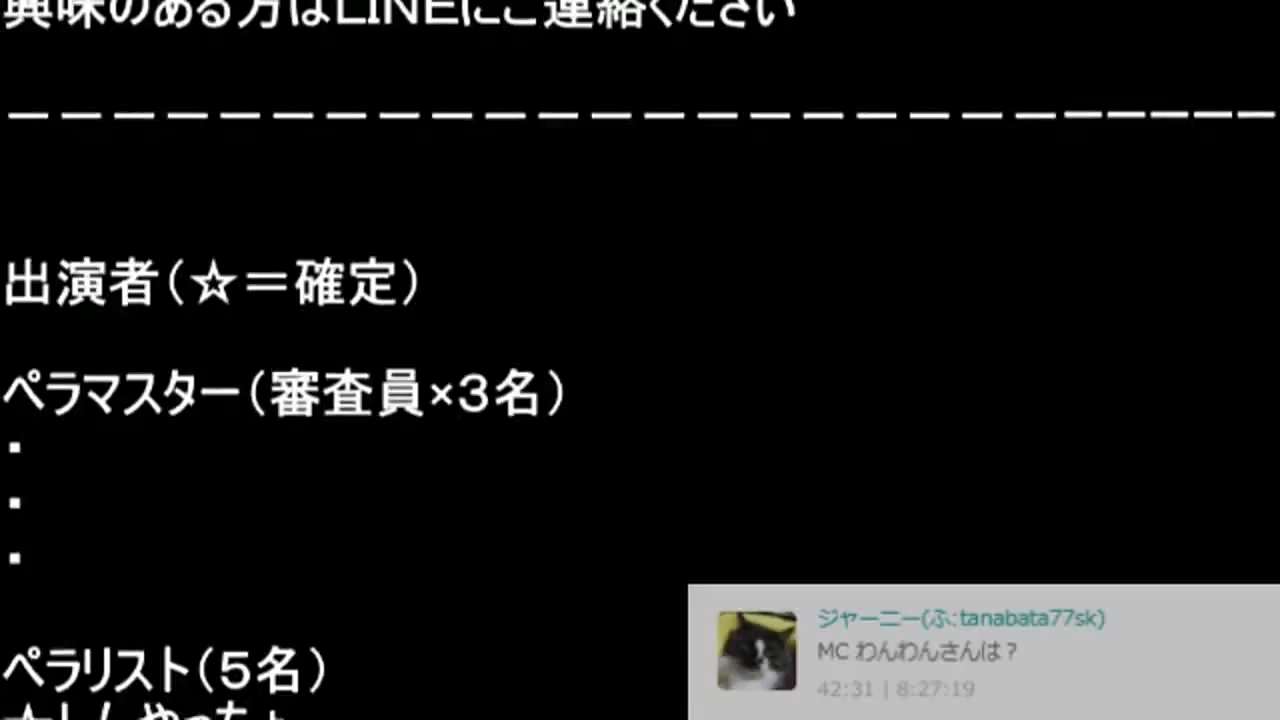 興味のある方はLINEにご連絡ください
ーーーーーーーーーーーーーーーーーーーーーーーーー
出演者(☆=確定)
ペラマスター(審査員×3名)
・
・
・
ペラリスト(5名)
ジャーニー(ふ:tanabata77sk)
MC わんわんさんは?
42:31 | 8:27:19